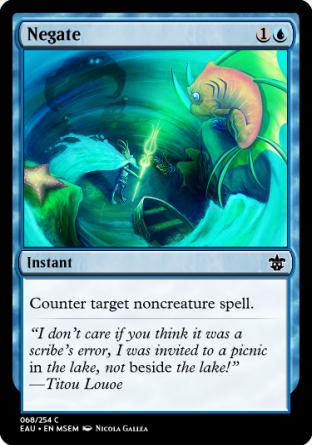 Negate 1
Instant
Counter target noncreature spell.
“I don’t care if you think it was a
scribe’s error, I was invited to a picnic
in the lake, not beside the lake!”
—Titou Louoe
068/254 C
EAU • EN MSEM Nicola Gallea